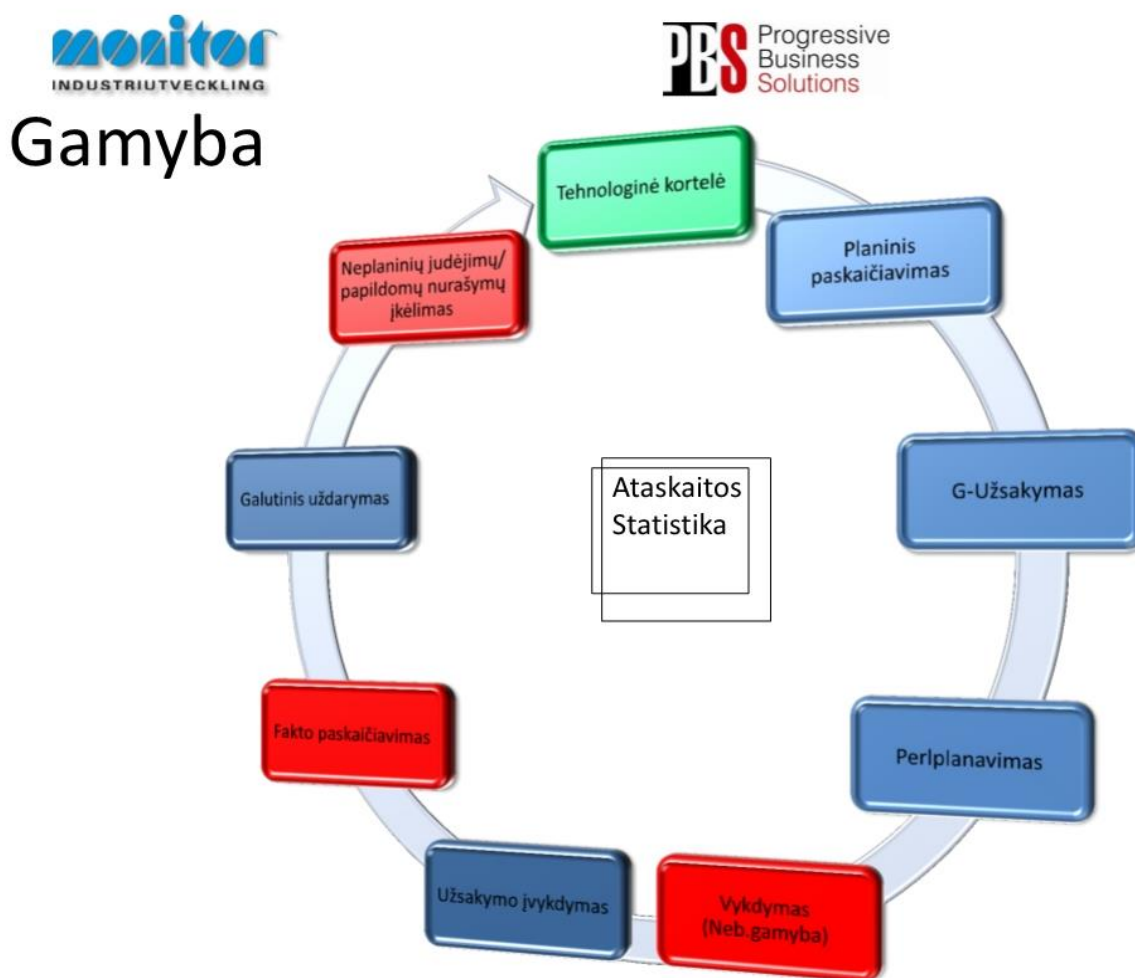 monitor
INDUSTRIUTVECKLING
PBS Progressive
Business
Solutions
Gamyba
Tehnologinė kortelė
Planinis
paskaičiavimas
G-Užsakymas
Perlplanavimas
Vykdymas
(Neb.gamyba)
Užsakymo įvykdymas
Fakto paskaičiavimas
Galutinis uždarymas
Neplaninių judėjimų/
papildomų nurašymų
įkėlimas
Ataskaitos
Statistika